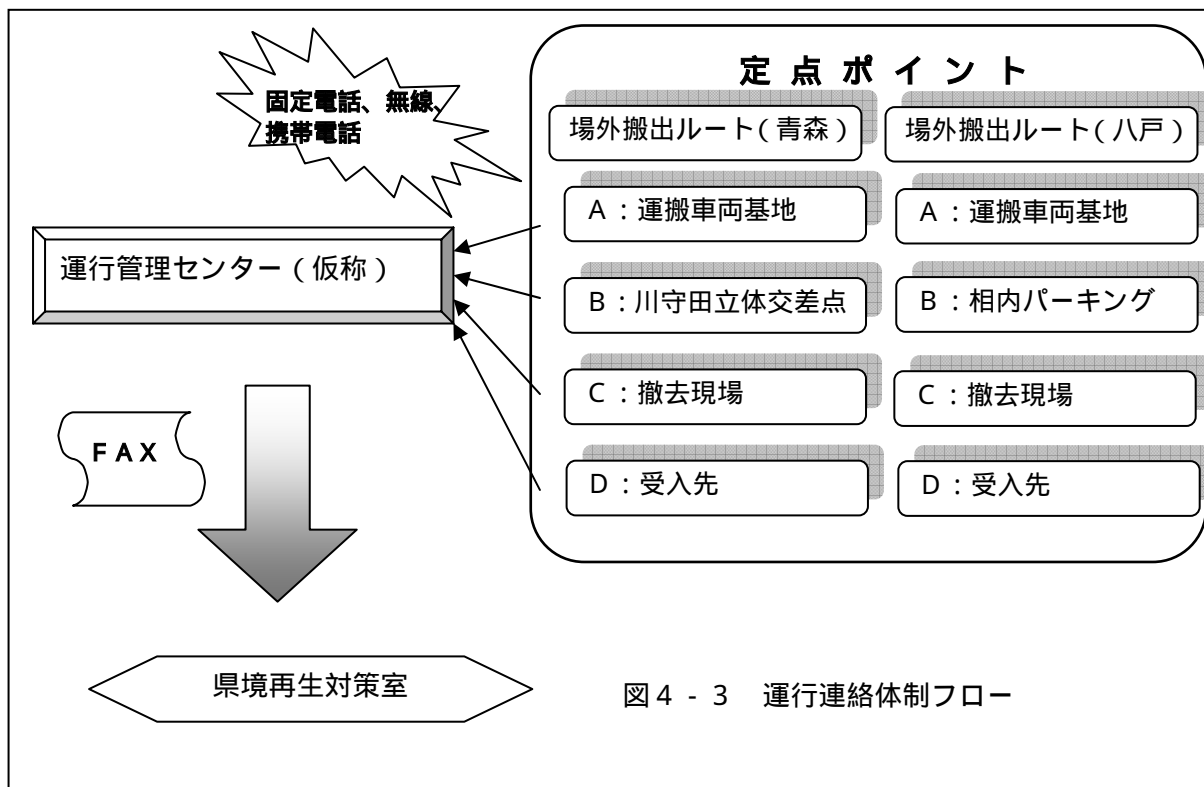 定点ポイント
固定電話、無線、
携帯電話
場外搬出ルート(青森)
場外搬出ルート(八戸)
A:運搬車両基地
A:運搬車両基地
運行管理センター(仮称)
B:川守田立体交差点
B:相内パーキング
C:撤去現場
C:撤去現場
FAX
D:受入先
D:受入先
県境再生対策室
図4-3 運行連絡体制フロー